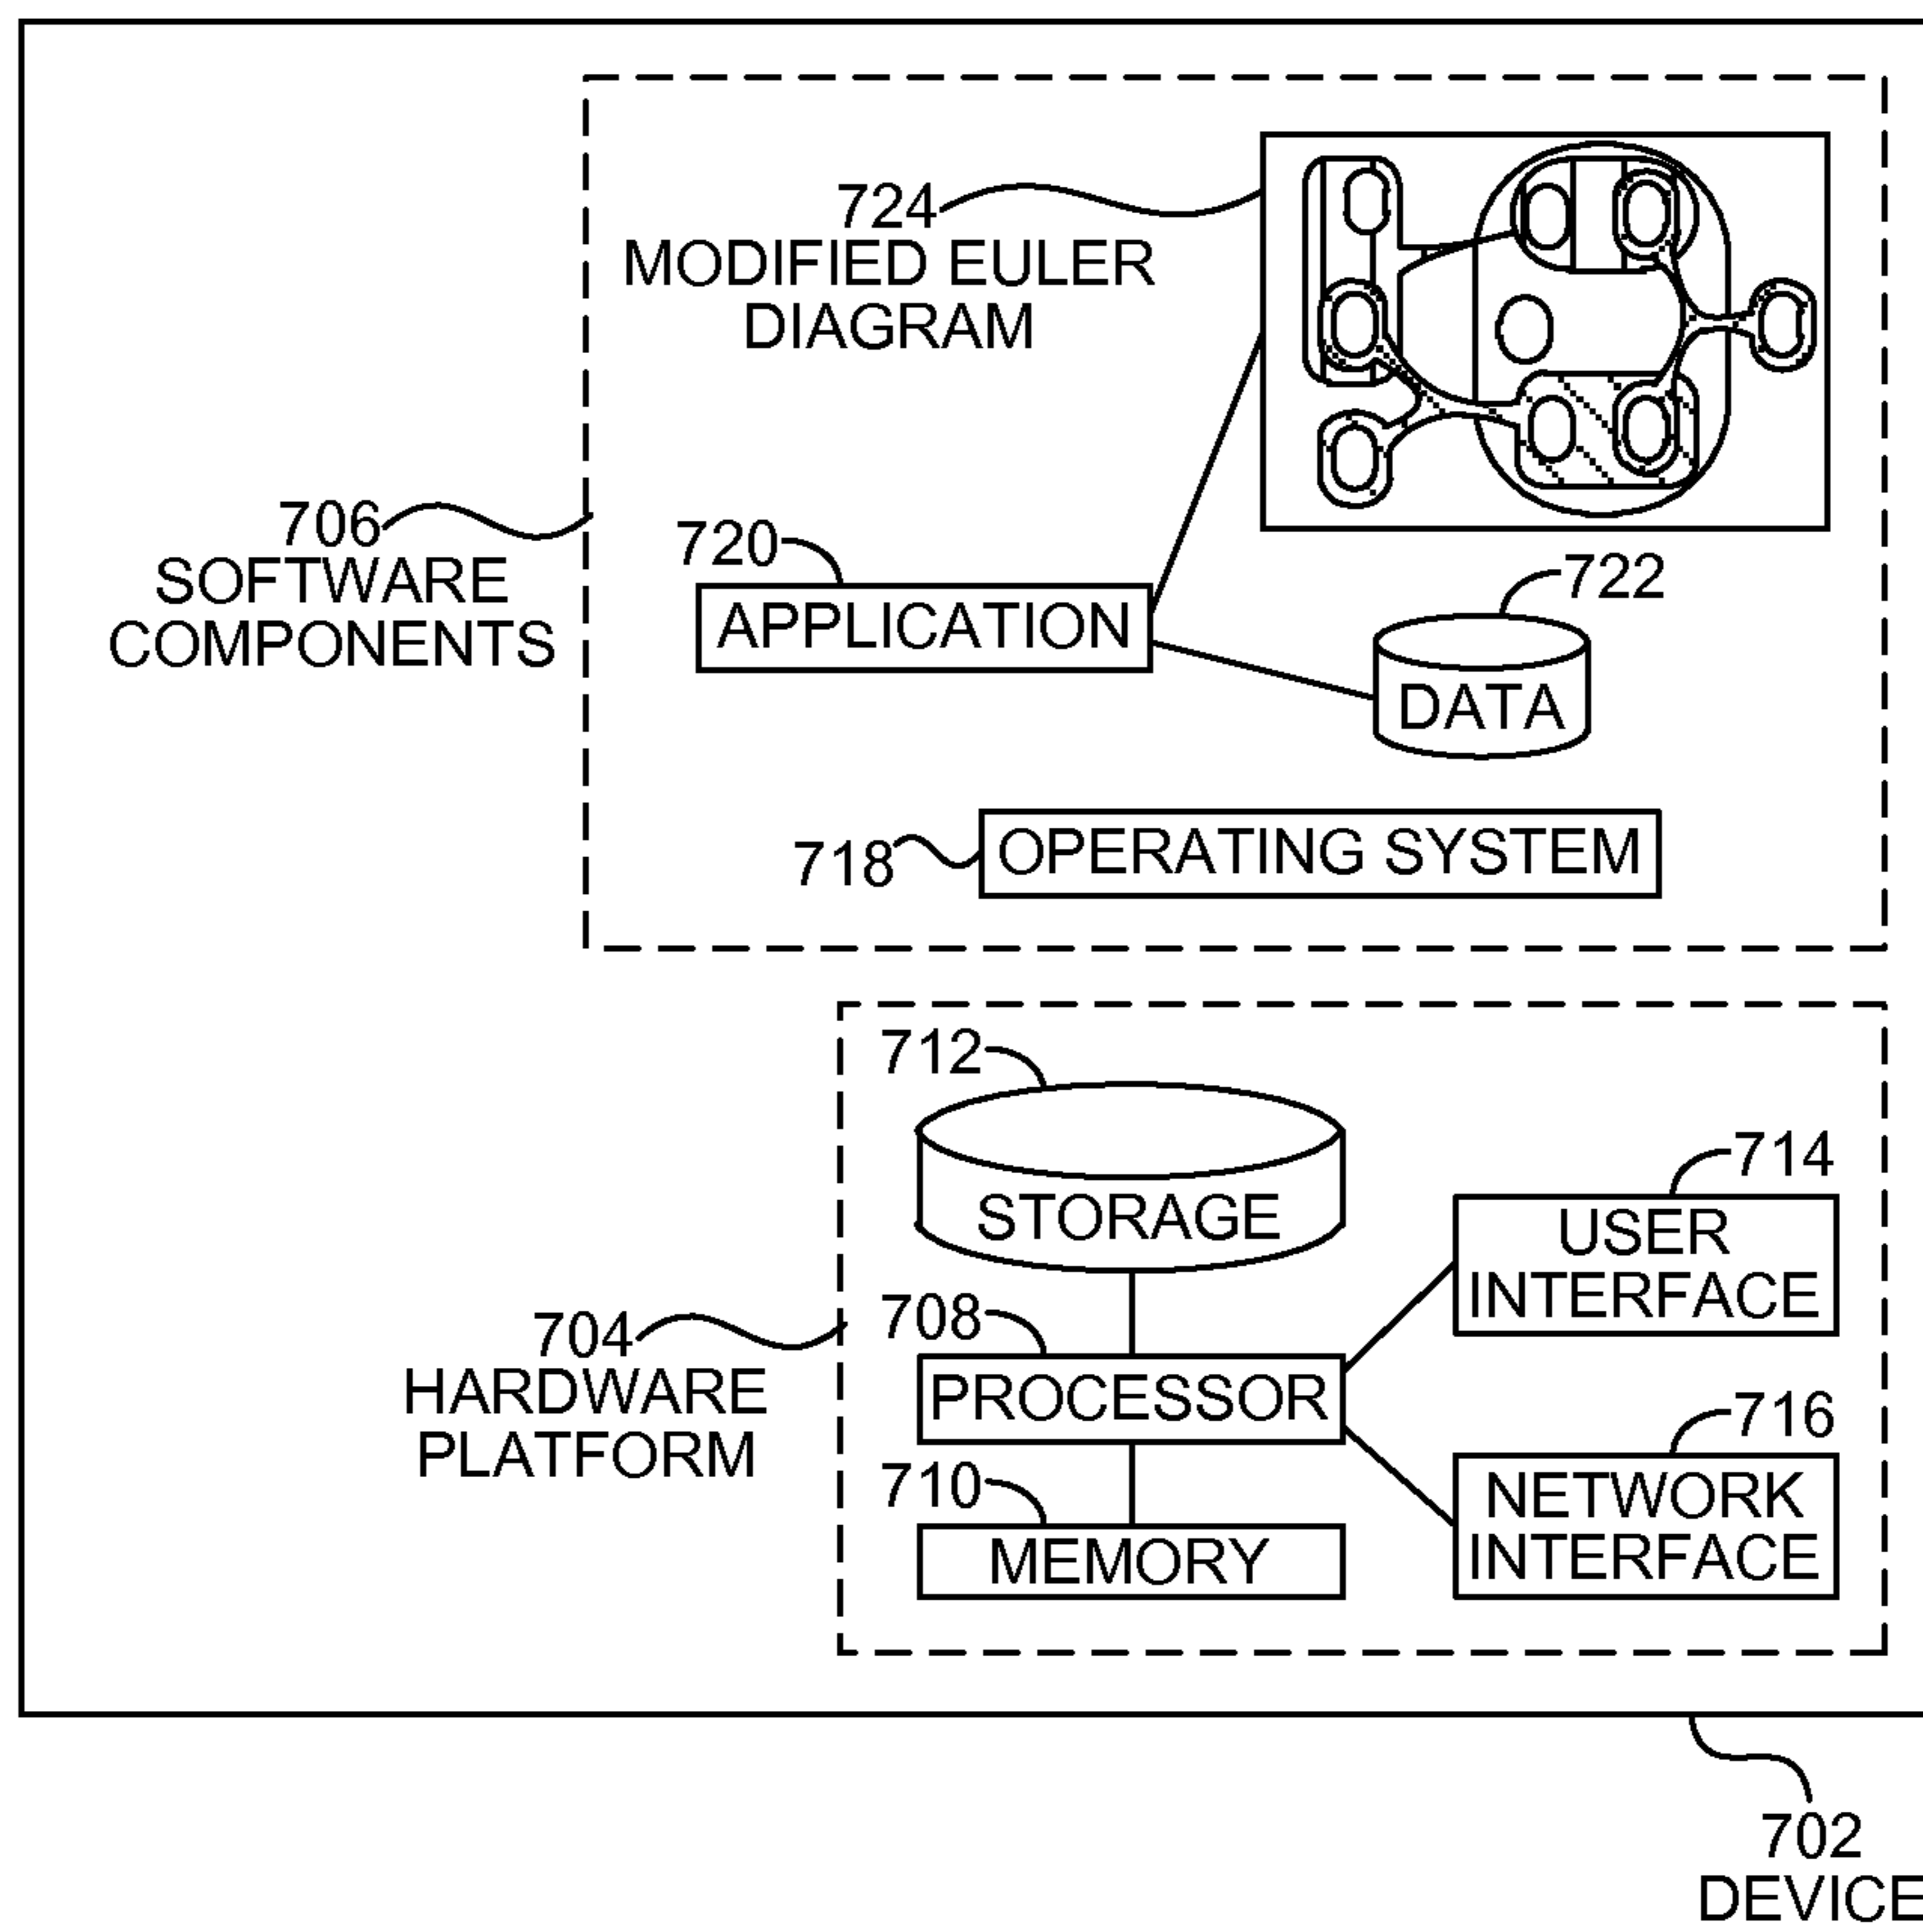 724
MODIFIED EULER
DIAGRAM
706
SOFTWARE
COMPONENTS
720
APPLICATION
722
DATA
718
OPERATING SYSTEM
712
STORAGE
714
USER
INTERFACE
704
HARDWARE
PLATFORM
708
PROCESSOR
716
NETWORK
INTERFACE
710
MEMORY
702
DEVICE